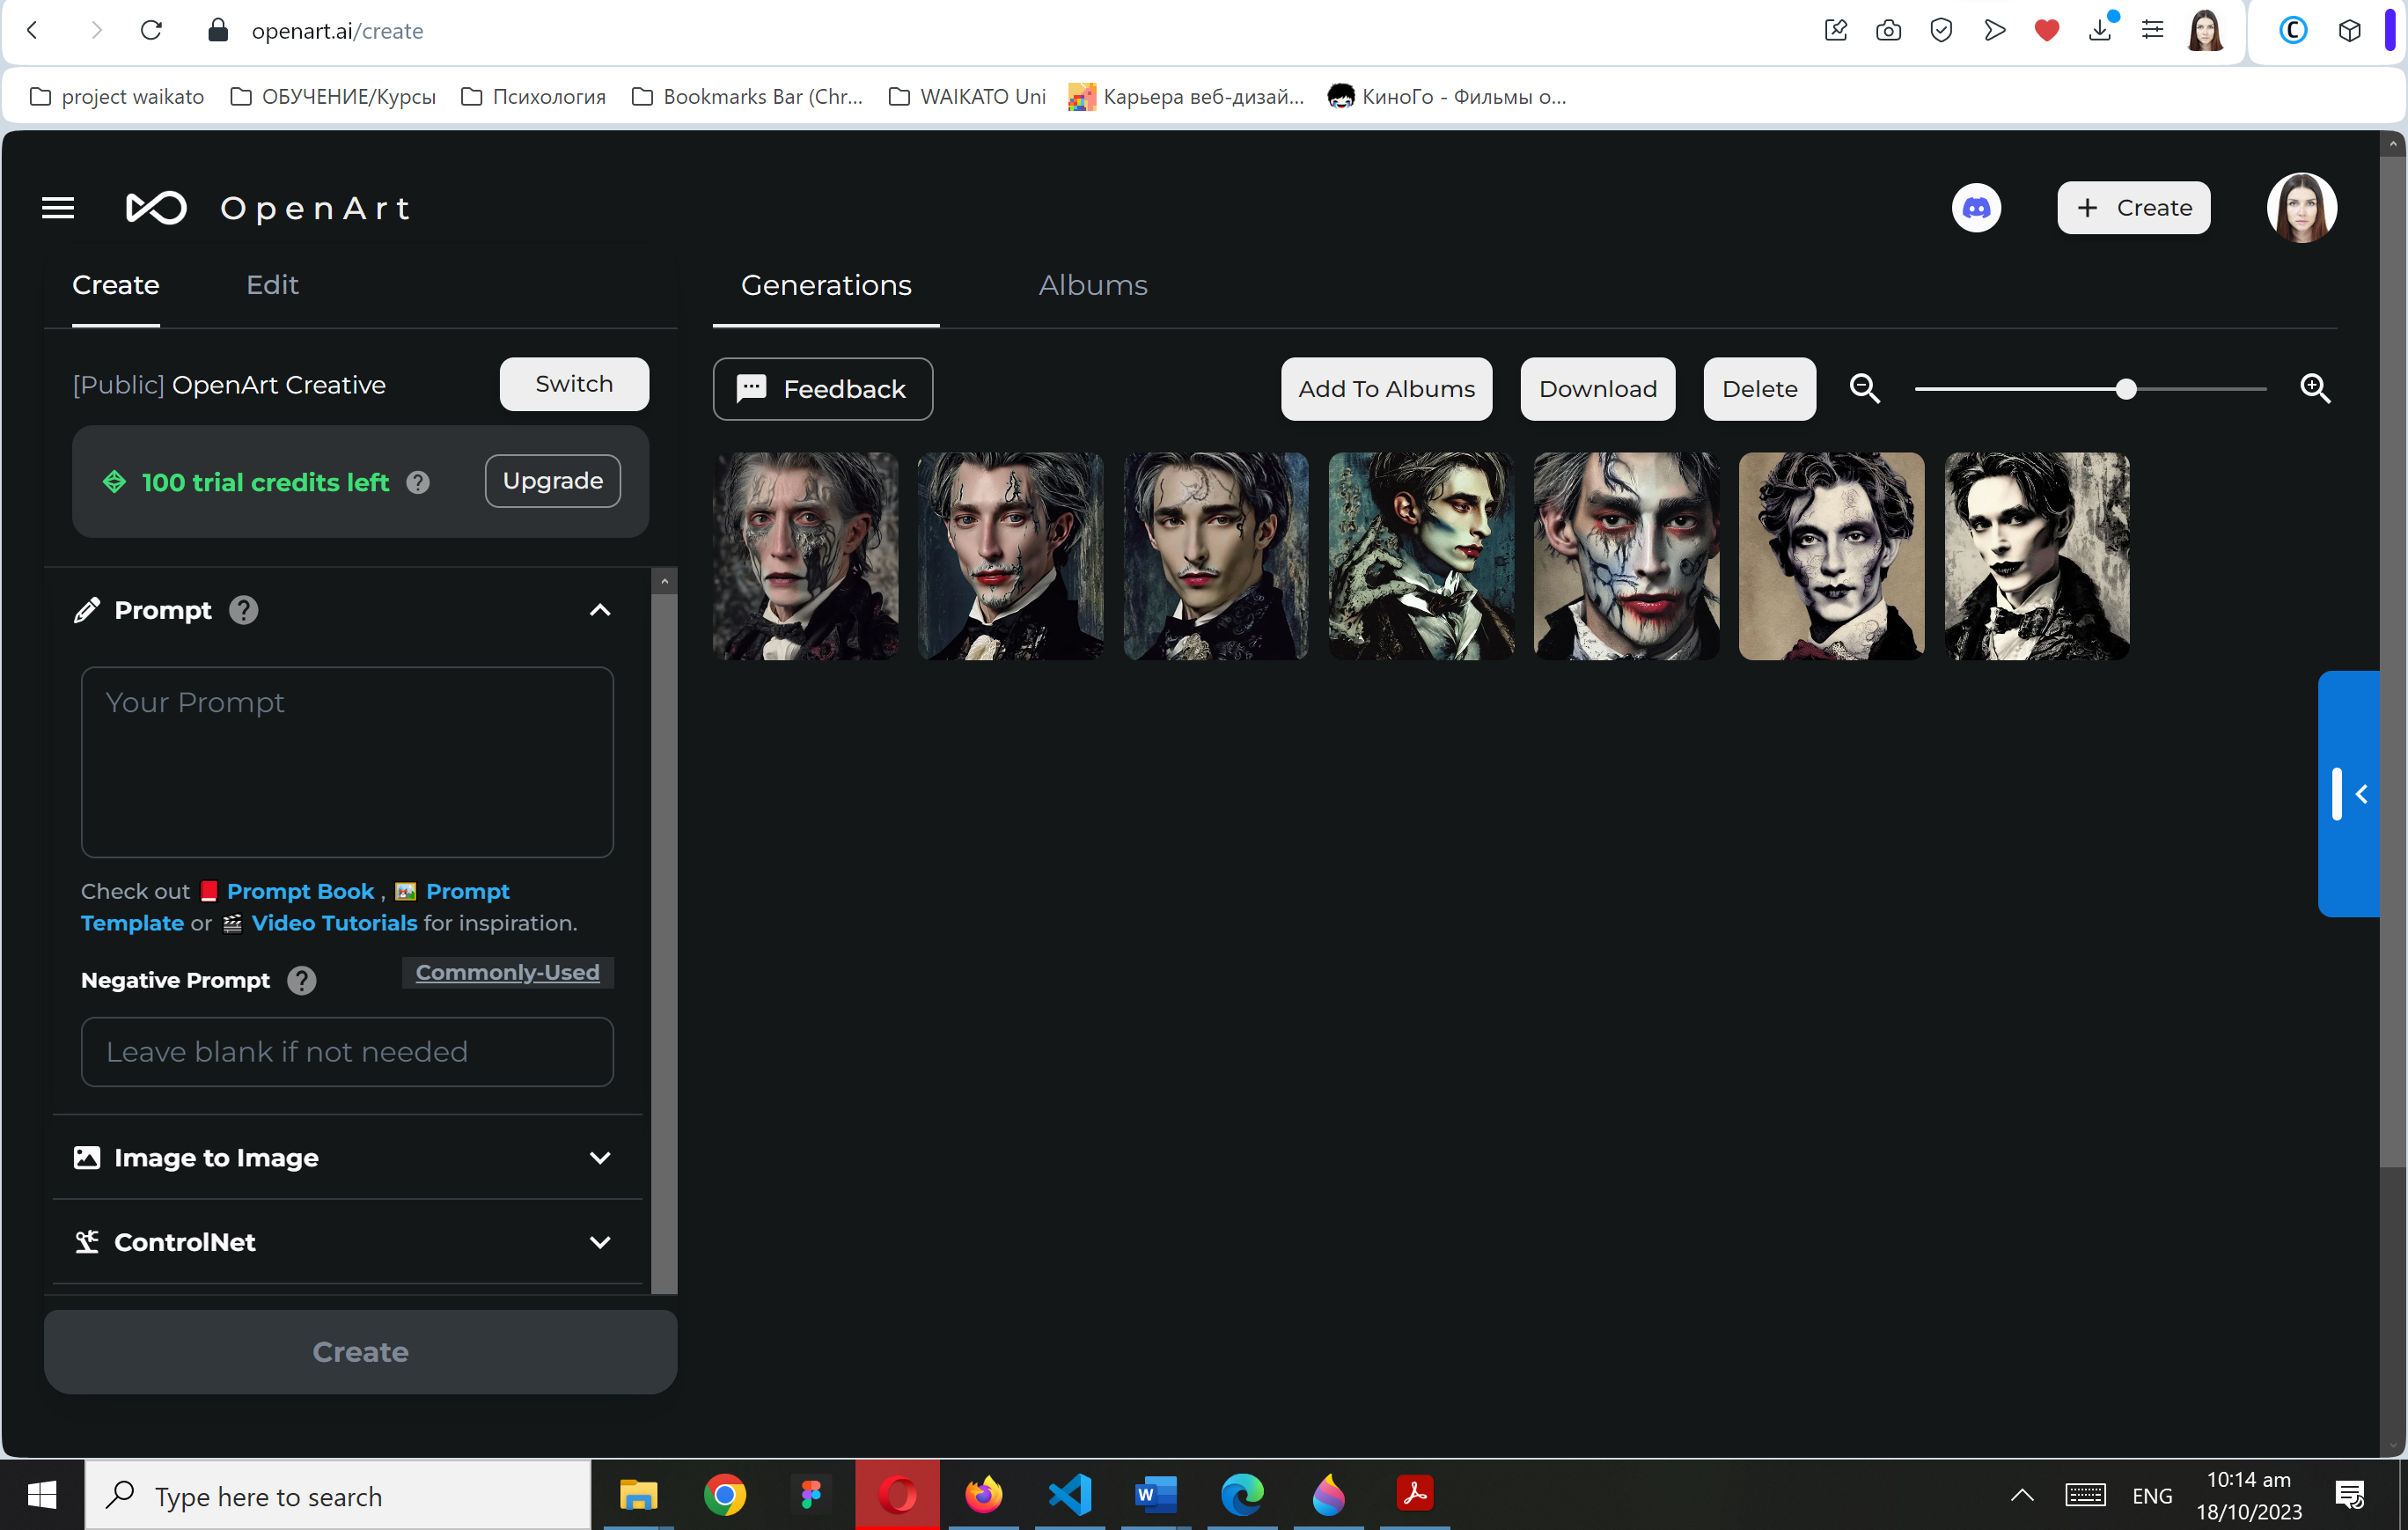 openart.ai/create
project waikato
ОБУЧЕНИЕ/Курсы
Психология
Bookmarks Bar (Chr...
WAIKATO Uni
Карьера веб-дизай...
КиноГо - Фильмы о...
OpenArt
+ Create
Create
Edit
Generations
Albums
[Public] OpenArt Creative
Switch
Feedback
Add To Albums
Download
Delete
100 trial credits left ?
Upgrade
Prompt ?
Your Prompt
Check out Prompt Book , Prompt
Template or Video Tutorials for inspiration.
Negative Prompt ?
Commonly-Used
Leave blank if not needed
Image to Image
ControlNet
Create
Type here to search
ENG
10:14 am
18/10/2023